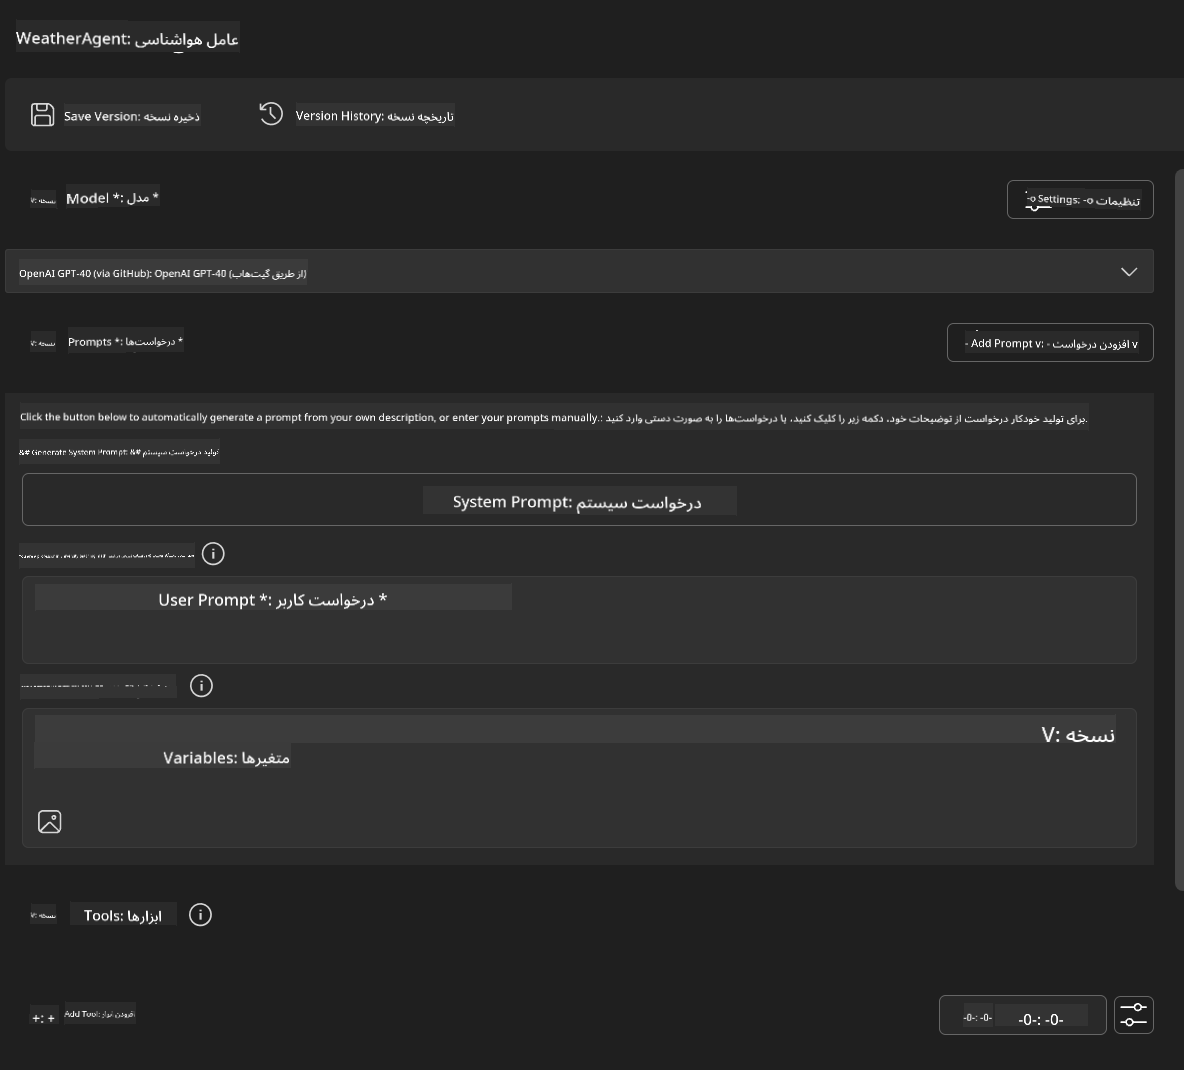 WeatherAgent: عامل هواشناسی
Save Version: ذخیره نسخه
Version History: تاریخچه نسخه
V: نسخه
Model *: مدل *
-o Settings: -o تنظیمات
OpenAI GPT-40 (via GitHub): OpenAI GPT-40 (از طریق گیت‌هاب)
V: نسخه
Prompts *: درخواست‌ها *
- Add Prompt v: - افزودن درخواست v
Click the button below to automatically generate a prompt from your own description, or enter your prompts manually.: برای تولید خودکار درخواست از توضیحات خود، دکمه زیر را کلیک کنید، یا درخواست‌ها را به صورت دستی وارد کنید.
&# Generate System Prompt: &# تولید درخواست سیستم
System Prompt: درخواست سیستم
User Prompt *: درخواست کاربر *
V: نسخه
Variables: متغیرها
V: نسخه
Tools: ابزارها
+: +
Add Tool: افزودن ابزار
-0-: -0-
-0-: -0-